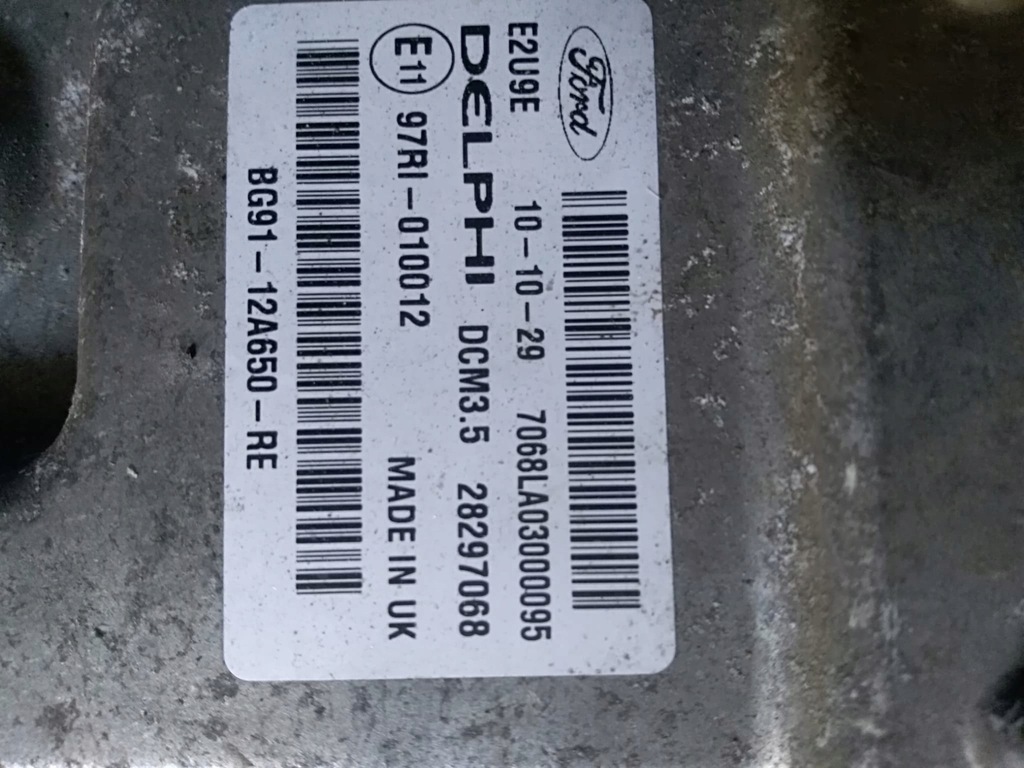 Ford
E2U9E 10-10-29 7068LA03000095
DELPHI DCM3.5 28297068
E11 97RI-010012 MADE IN UK
BG91-12A650-RE